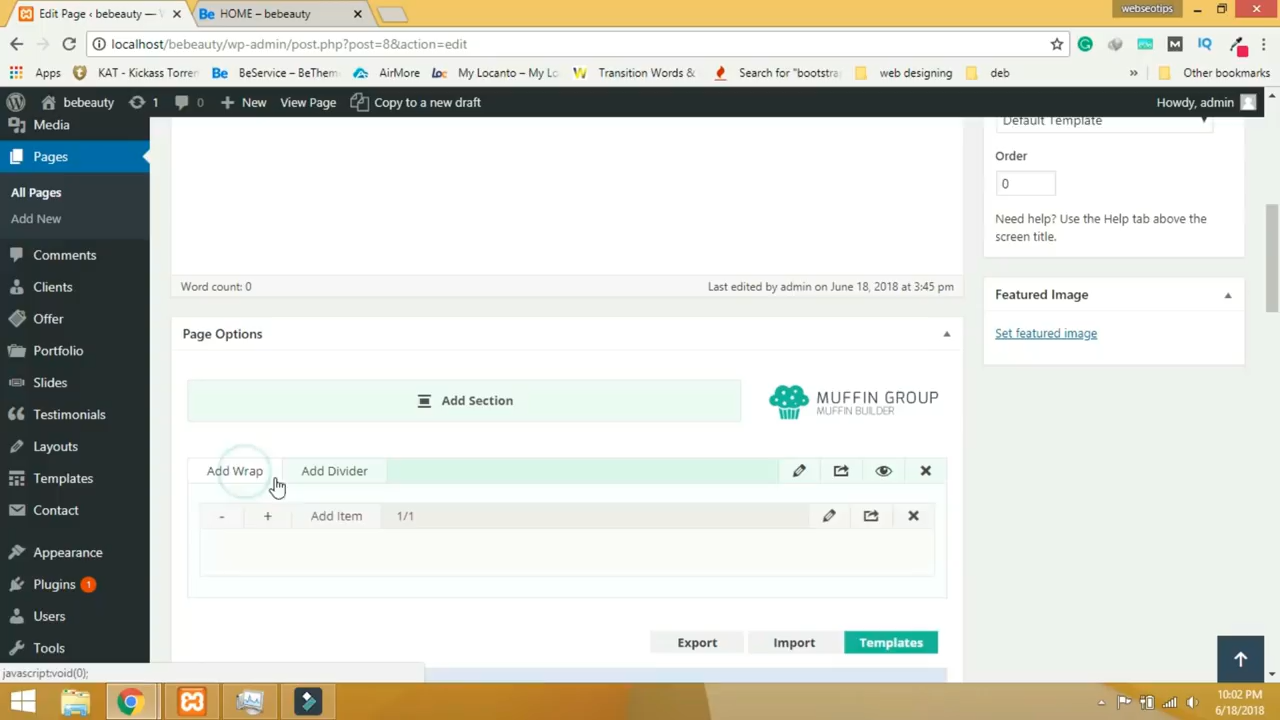 Edit Page ‹ bebeauty —
Be HOME – bebeauty
webseotips
localhost/bebeauty/wp-admin/post.php?post=8&action=edit
Apps
KAT - Kickass Torren
Be BeService – BeThem
AirMore
Loc My Locanto – My Lo
Transition Words &
Search for "bootstra
web designing
deb
»
Other bookmarks
bebeauty
1
0
New
View Page
Copy to a new draft
Howdy, admin
Media
Pages
All Pages
Add New
Comments
Clients
Offer
Portfolio
Slides
Testimonials
Layouts
Templates
Contact
Appearance
Plugins 1
Users
Tools
javascript:void(0);
Word count: 0
Last edited by admin on June 18, 2018 at 3:45 pm
Page Options
Add Section
MUFFIN GROUP
MUFFIN BUILDER
Add Wrap
Add Divider
-
+
Add Item
1/1
Export
Import
Templates
Default Template
Order
0
Need help? Use the Help tab above the
screen title.
Featured Image
Set featured image
10:02 PM
6/18/2018